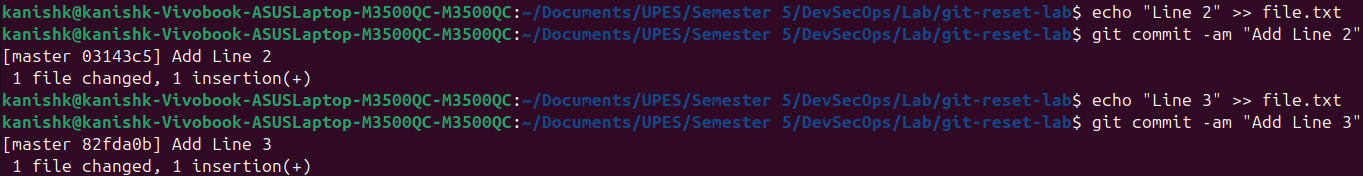 kanishk@kanishk-Vivobook-ASUSLaptop-M3500QC-M3500QC:~/Documents/UPES/Semester 5/DevSecOps/Lab/git-reset-lab$ echo "Line 2" >> file.txt
kanishk@kanishk-Vivobook-ASUSLaptop-M3500QC-M3500QC:~/Documents/UPES/Semester 5/DevSecOps/Lab/git-reset-lab$ git commit -am "Add Line 2"
[master 03143c5] Add Line 2
 1 file changed, 1 insertion(+)
kanishk@kanishk-Vivobook-ASUSLaptop-M3500QC-M3500QC:~/Documents/UPES/Semester 5/DevSecOps/Lab/git-reset-lab$ echo "Line 3" >> file.txt
kanishk@kanishk-Vivobook-ASUSLaptop-M3500QC-M3500QC:~/Documents/UPES/Semester 5/DevSecOps/Lab/git-reset-lab$ git commit -am "Add Line 3"
[master 82fda0b] Add Line 3
 1 file changed, 1 insertion(+)